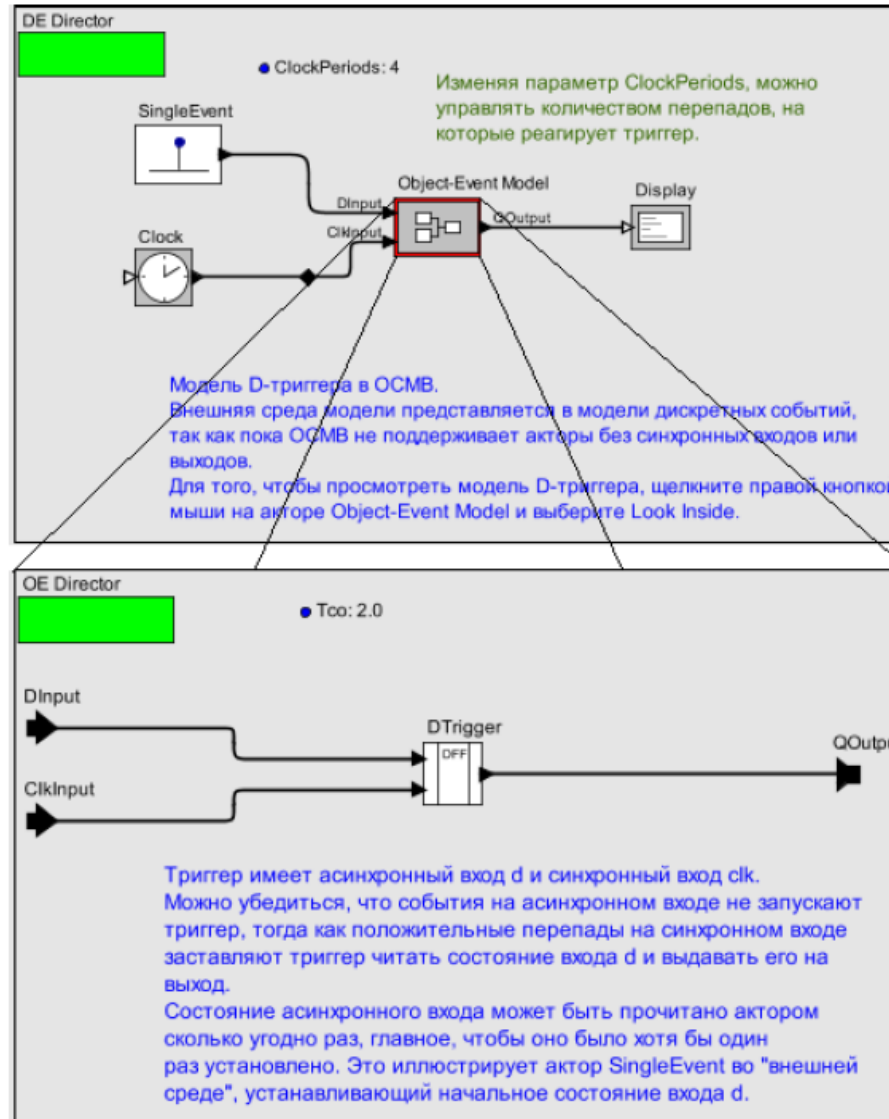 DE Director
ClockPeriods: 4
Изменяя параметр ClockPeriods, можно
управлять количеством перепадов, на
которые реагирует триггер.
SingleEvent
Object-Event Model
Display
DInput
QOutput
ClkInput
Clock
Модель D-триггера в ОСМВ.
Внешняя среда модели представляется в модели дискретных событий,
так как пока ОСМВ не поддерживает акторы без синхронных входов или
выходов.
Для того, чтобы просмотреть модель D-триггера, щелкните правой кнопкой
мыши на акторе Object-Event Model и выберите Look Inside.
OE Director
Tco: 2.0
DInput
DTrigger
DFF
QOutpu
ClkInput
Триггер имеет асинхронный вход d и синхронный вход clk.
Можно убедиться, что события на асинхронном входе не запускают
триггер, тогда как положительные перепады на синхронном входе
заставляют триггер читать состояние входа d и выдавать его на
выход.
Состояние асинхронного входа может быть прочитано актором
сколько угодно раз, главное, чтобы оно было хотя бы один
раз установлено. Это иллюстрирует актор SingleEvent во "внешней
среде", устанавливающий начальное состояние входа d.